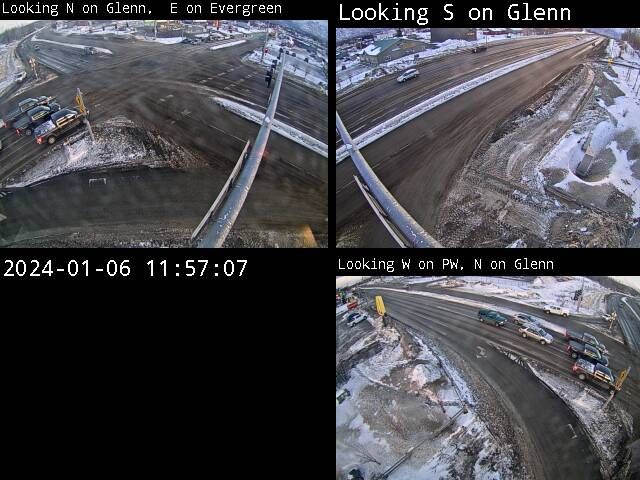 Looking N on Glenn,  E on Evergreen
Looking S on Glenn
2024-01-06 11:57:07
Looking W on PW, N on Glenn